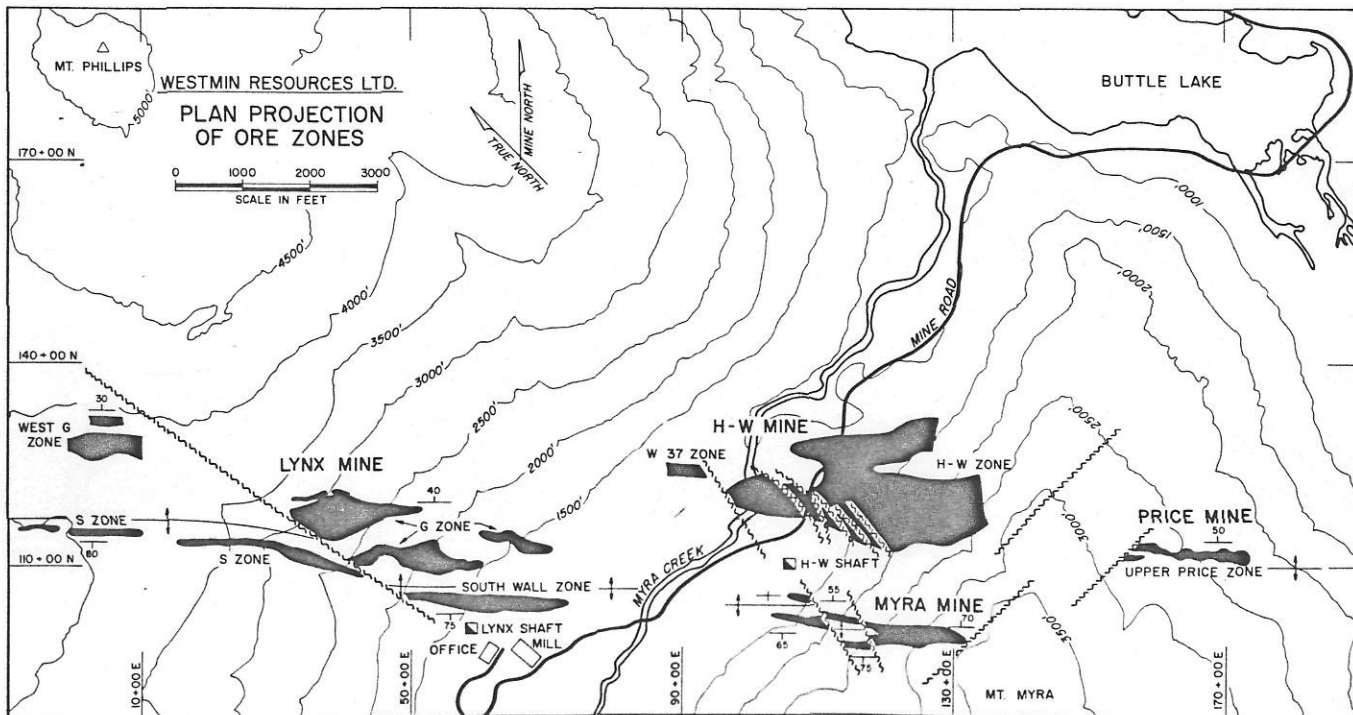 MT. PHILLIPS
5000'
WESTMIN RESOURCES LTD.
PLAN PROJECTION
OF ORE ZONES
0 1000 2000 3000
SCALE IN FEET
TRUE NORTH
MINE NORTH
BUTTLE LAKE
170+00 N
1000'
1500'
2000'
4500'
4000'
3500'
3000'
2500'
2000'
1500'
MINE ROAD
140+00 N
30
WEST G
ZONE
LYNX MINE
40
G ZONE
S ZONE
80
S ZONE
110+00 N
H-W MINE
W 37 ZONE
H-W ZONE
2500'
3000'
3500'
PRICE MINE
50
UPPER PRICE ZONE
H-W SHAFT
SOUTH WALL ZONE
MYRA CREEK
75
LYNX SHAFT
OFFICE
MILL
55
MYRA MINE
70
65
75
MT. MYRA
10+00 E
50+00 E
90+00 E
130+00 E
170+00 E